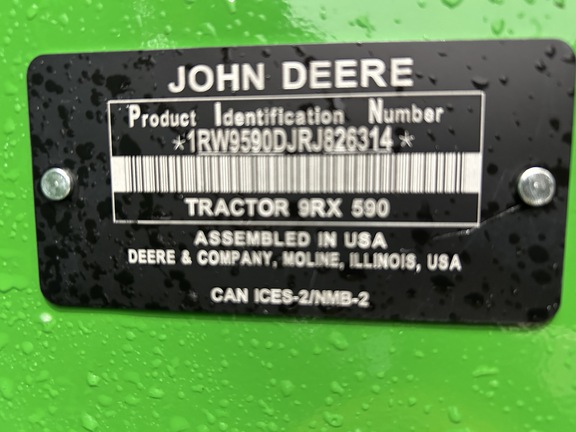 JOHN DEERE
Product Identification Number
*1RW9590DJRJ826314*
TRACTOR 9RX 590
ASSEMBLED IN USA
DEERE & COMPANY, MOLINE, ILLINOIS, USA
CAN ICES-2/NMB-2